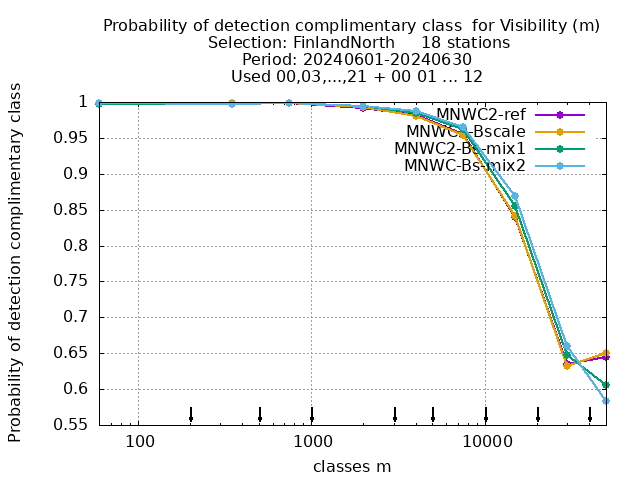 Probability of detection complimentary class  for Visibility (m)
Selection: FinlandNorth     18 stations
Period: 20240601-20240630
Used 00,03,...,21 + 00 01 ... 12
Probability of detection complimentary class
1
0.95
0.9
0.85
0.8
0.75
0.7
0.65
0.6
0.55
MNWC2-ref
MNWC2-Bscale
MNWC2-Bs-mix1
MNWC-Bs-mix2
100
1000
10000
classes m